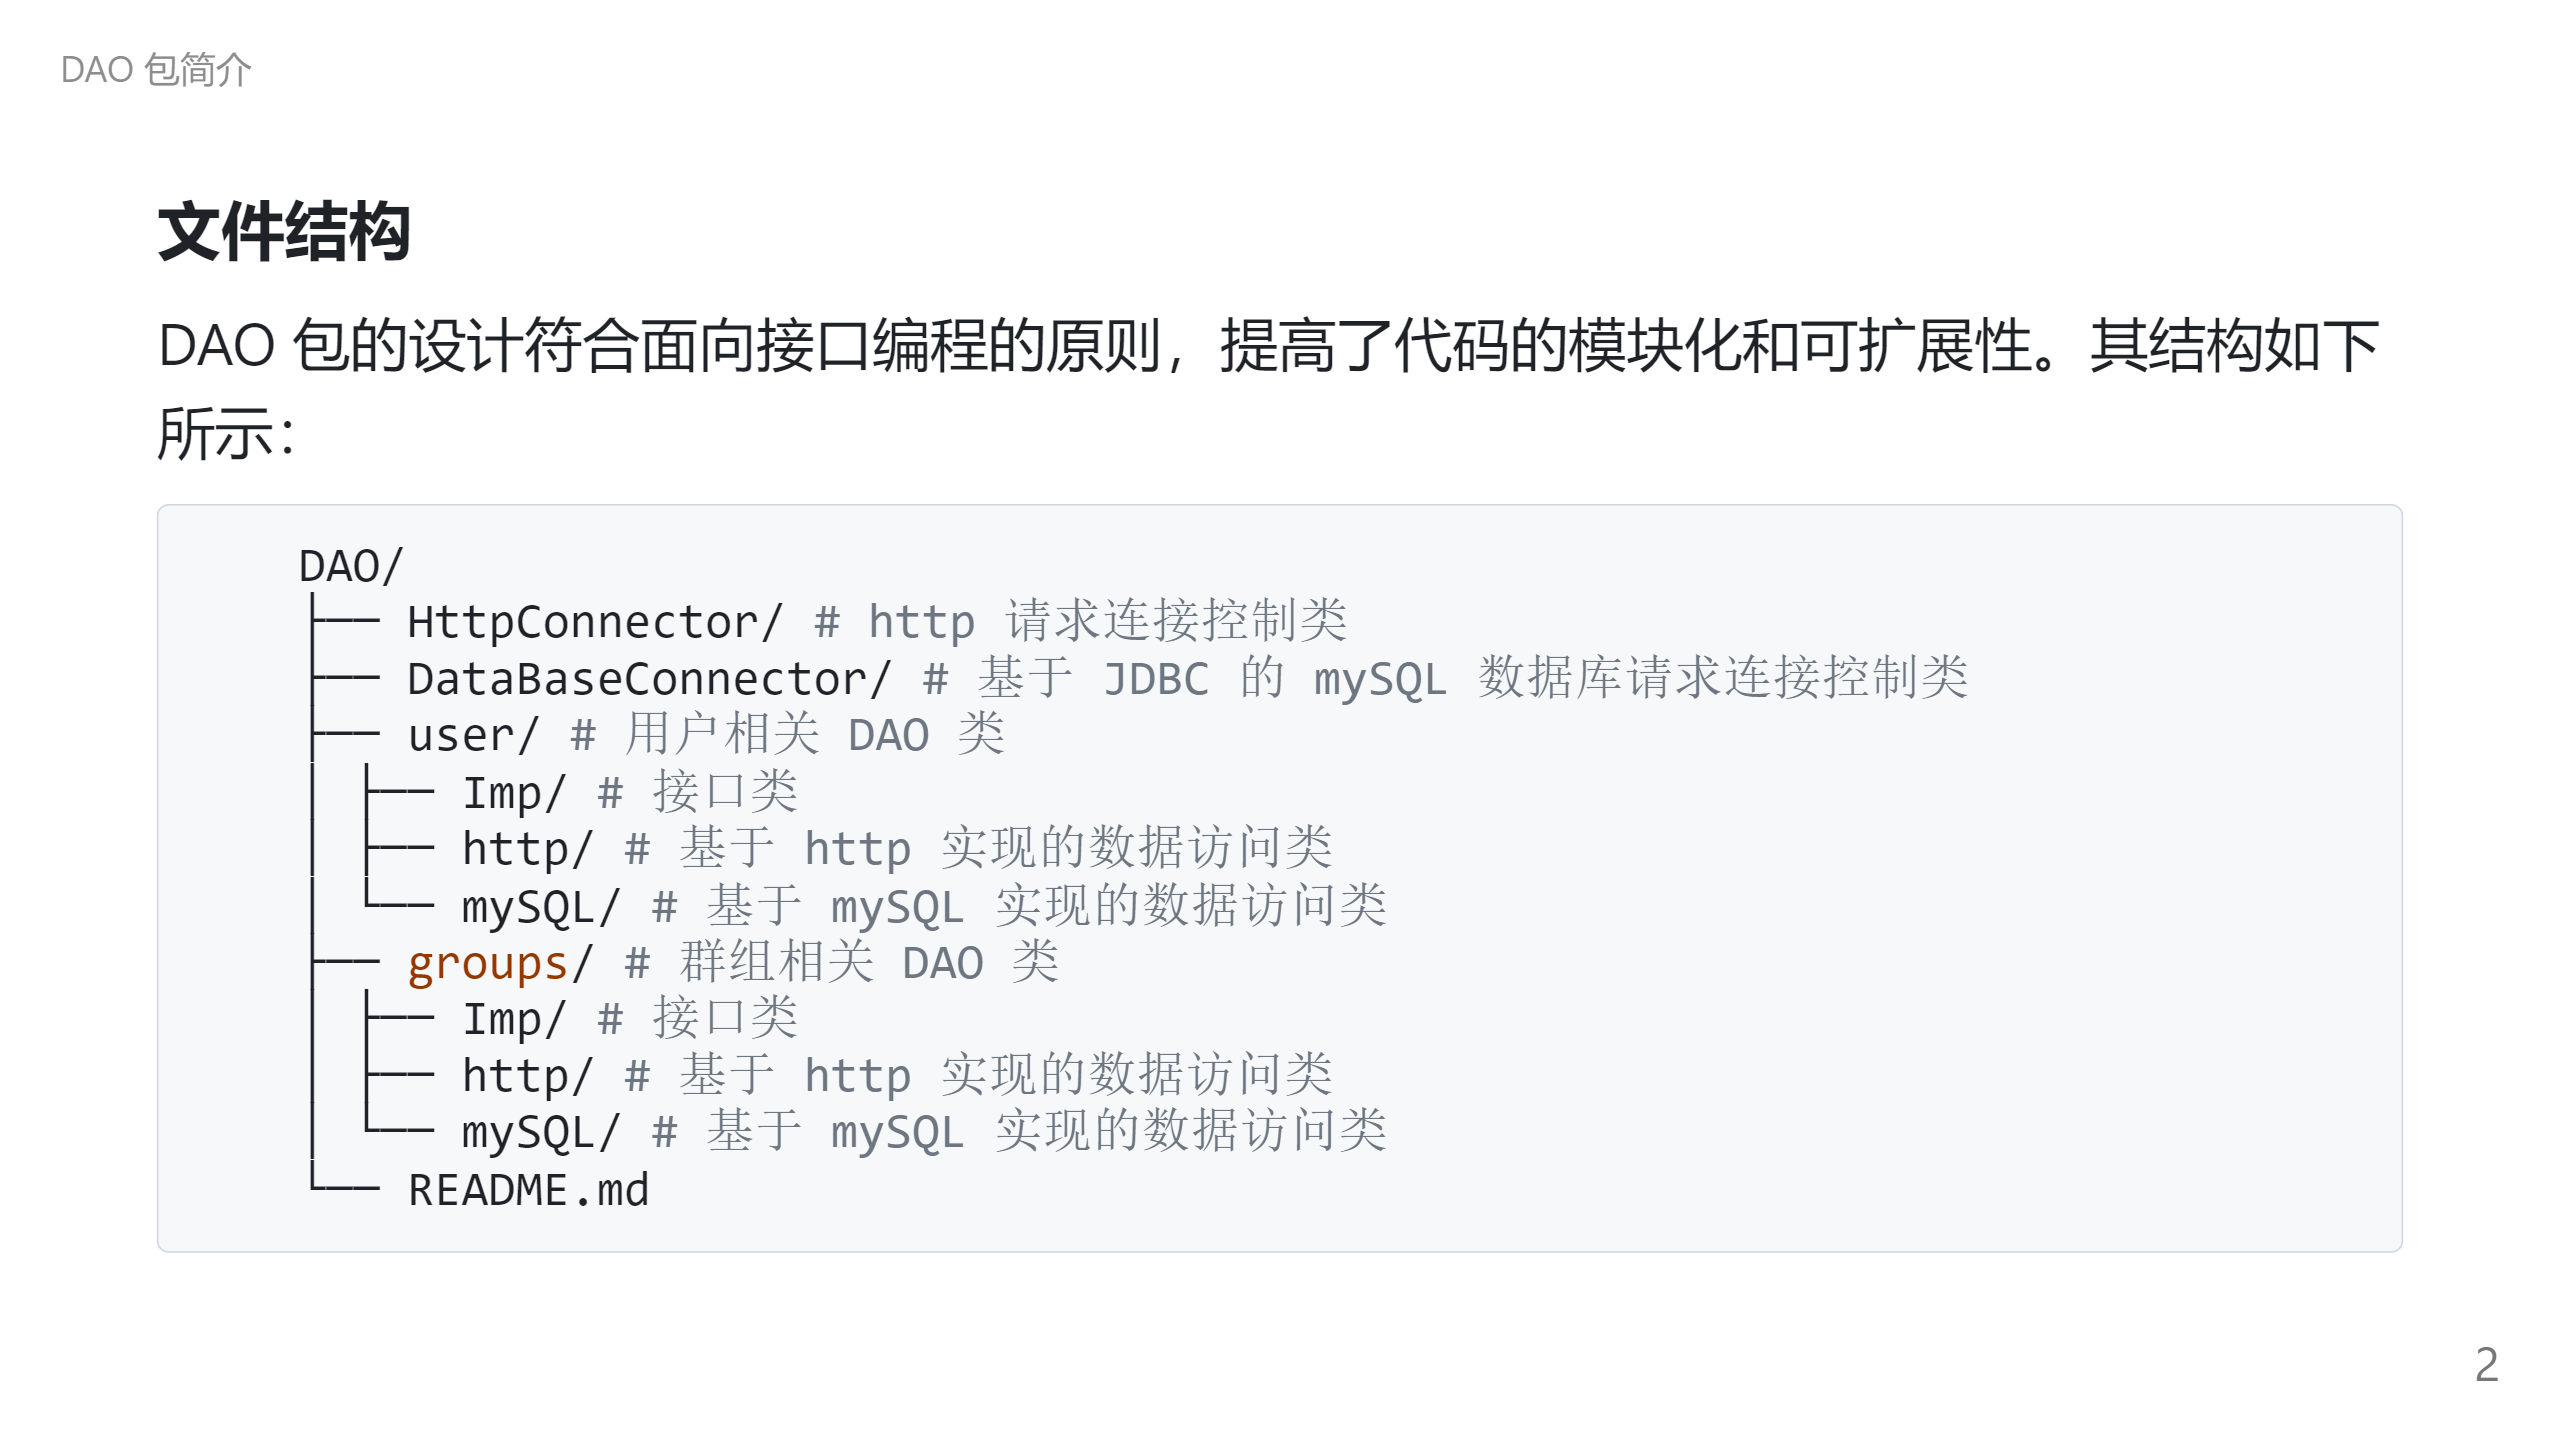 DAO 包简介
文件结构
DAO 包的设计符合面向接口编程的原则，提高了代码的模块化和可扩展性。其结构如下
所示：
DAO/
├── HttpConnector/ # http 请求连接控制类
├── DataBaseConnector/ # 基于 JDBC 的 mySQL 数据库请求连接控制类
├── user/ # 用户相关 DAO 类
│ ├── Imp/ # 接口类
│ ├── http/ # 基于 http 实现的数据访问类
│ └── mySQL/ # 基于 mySQL 实现的数据访问类
├── groups/ # 群组相关 DAO 类
│ ├── Imp/ # 接口类
│ ├── http/ # 基于 http 实现的数据访问类
│ └── mySQL/ # 基于 mySQL 实现的数据访问类
└── README.md
2